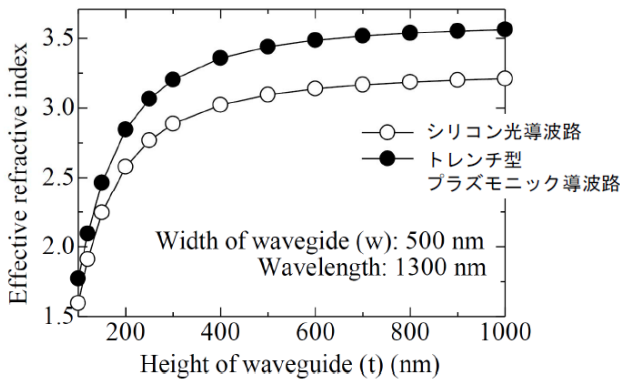 Effective refractive index
3.5
3.0
2.5
2.0
1.5
シリコン光導波路
トレンチ型
プラズモニック導波路
Width of wavegide (w): 500 nm
Wavelength: 1300 nm
200
400
600
800
1000
Height of waveguide (t) (nm)